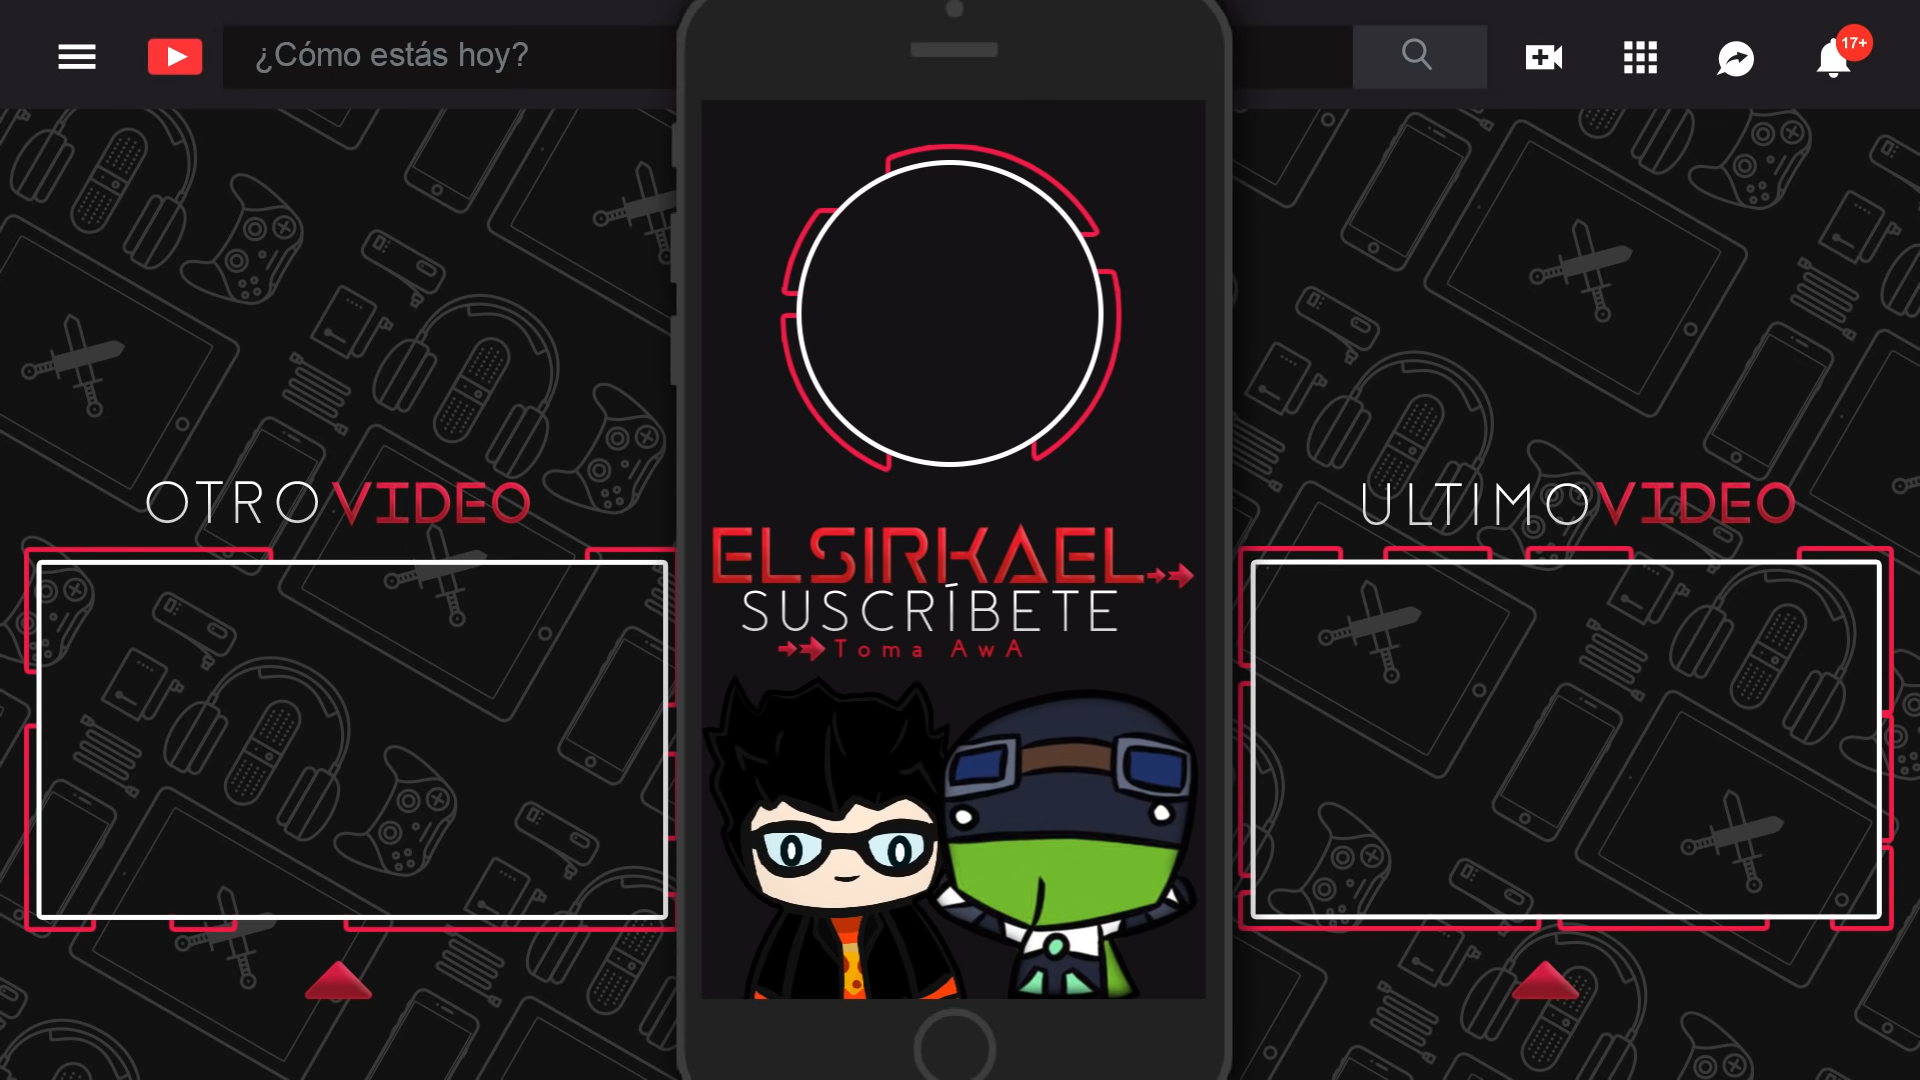 ¿Cómo estás hoy?
17+
OTRO VIDEO
ULTIMO VIDEO
ELSIRKAEL
SUSCRÍBETE
Toma AwA